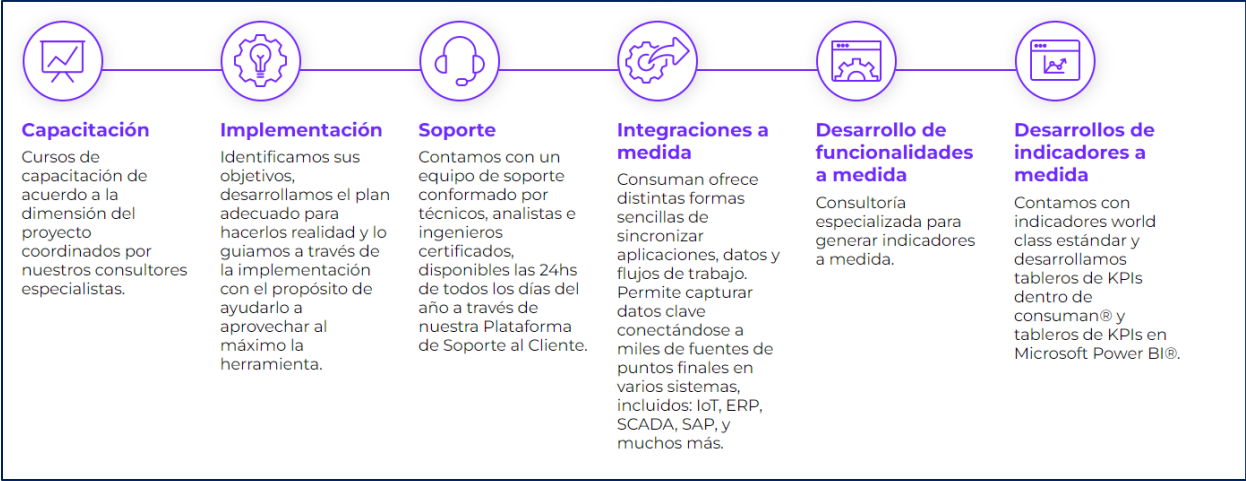 Capacitación
Cursos de
capacitación de
acuerdo a la
dimensión del
proyecto
coordinados por
nuestros consultores
especialistas.
Implementación
Identificamos sus
objetivos,
desarrollamos el plan
adecuado para
hacerlos realidad y lo
guiamos a través de
la implementación
con el propósito de
ayudarlo a
aprovechar al
máximo la
herramienta.
Soporte
Contamos con un
equipo de soporte
conformado por
técnicos, analistas e
ingenieros
certificados,
disponibles las 24hs
de todos los días del
año a través de
nuestra Plataforma
de Soporte al Cliente.
Integraciones a
medida
Consuman ofrece
distintas formas
sencillas de
sincronizar
aplicaciones, datos y
flujos de trabajo.
Permite capturar
datos clave
conectándose a
miles de fuentes de
puntos finales en
varios sistemas,
incluidos: IoT, ERP,
SCADA, SAP, y
muchos más.
Desarrollo de
funcionalidades
a medida
Consultoría
especializada para
generar indicadores
a medida.
Desarrollos de
indicadores a
medida
Contamos con
indicadores world
class estándar y
desarrollamos
tableros de KPIs
dentro de
consuman® y
tableros de KPIs en
Microsoft Power BI®.